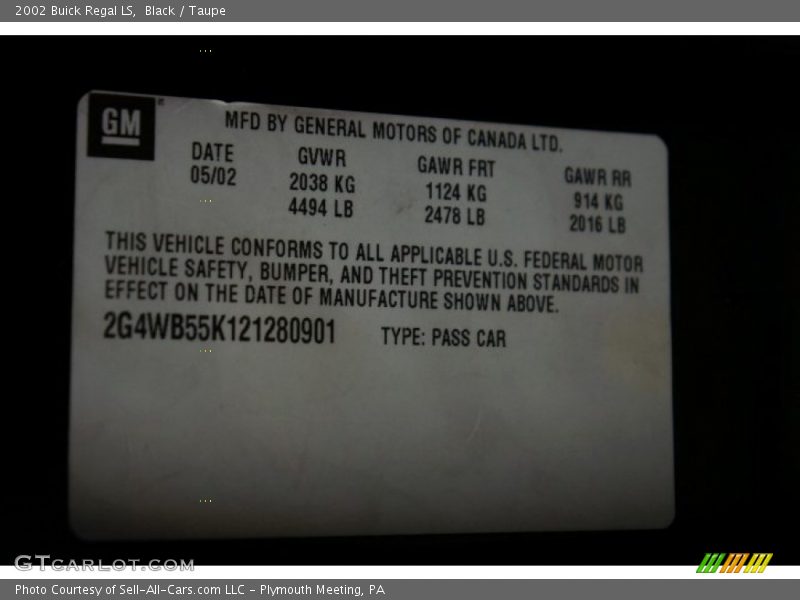 2002 Buick Regal LS, Black / Taupe
GM
MFD BY GENERAL MOTORS OF CANADA LTD.
DATE GVWR GAWR FRT GAWR RR
05/02 2038 KG 1124 KG 914 KG
4494 LB 2478 LB 2016 LB
THIS VEHICLE CONFORMS TO ALL APPLICABLE U.S. FEDERAL MOTOR
VEHICLE SAFETY, BUMPER, AND THEFT PREVENTION STANDARDS IN
EFFECT ON THE DATE OF MANUFACTURE SHOWN ABOVE.
2G4WB55K121280901 TYPE: PASS CAR
GTCARLOT.COM
Photo Courtesy of Sell-All-Cars.com LLC - Plymouth Meeting, PA